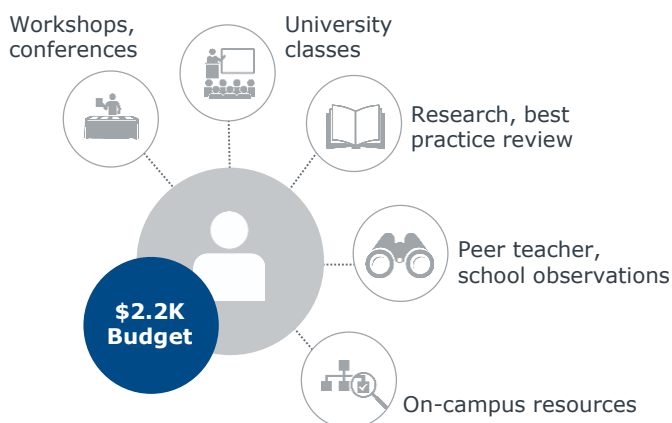 Workshops,
conferences
University
classes
Research, best
practice review
Peer teacher,
school observations
$2.2K
Budget
On-campus resources